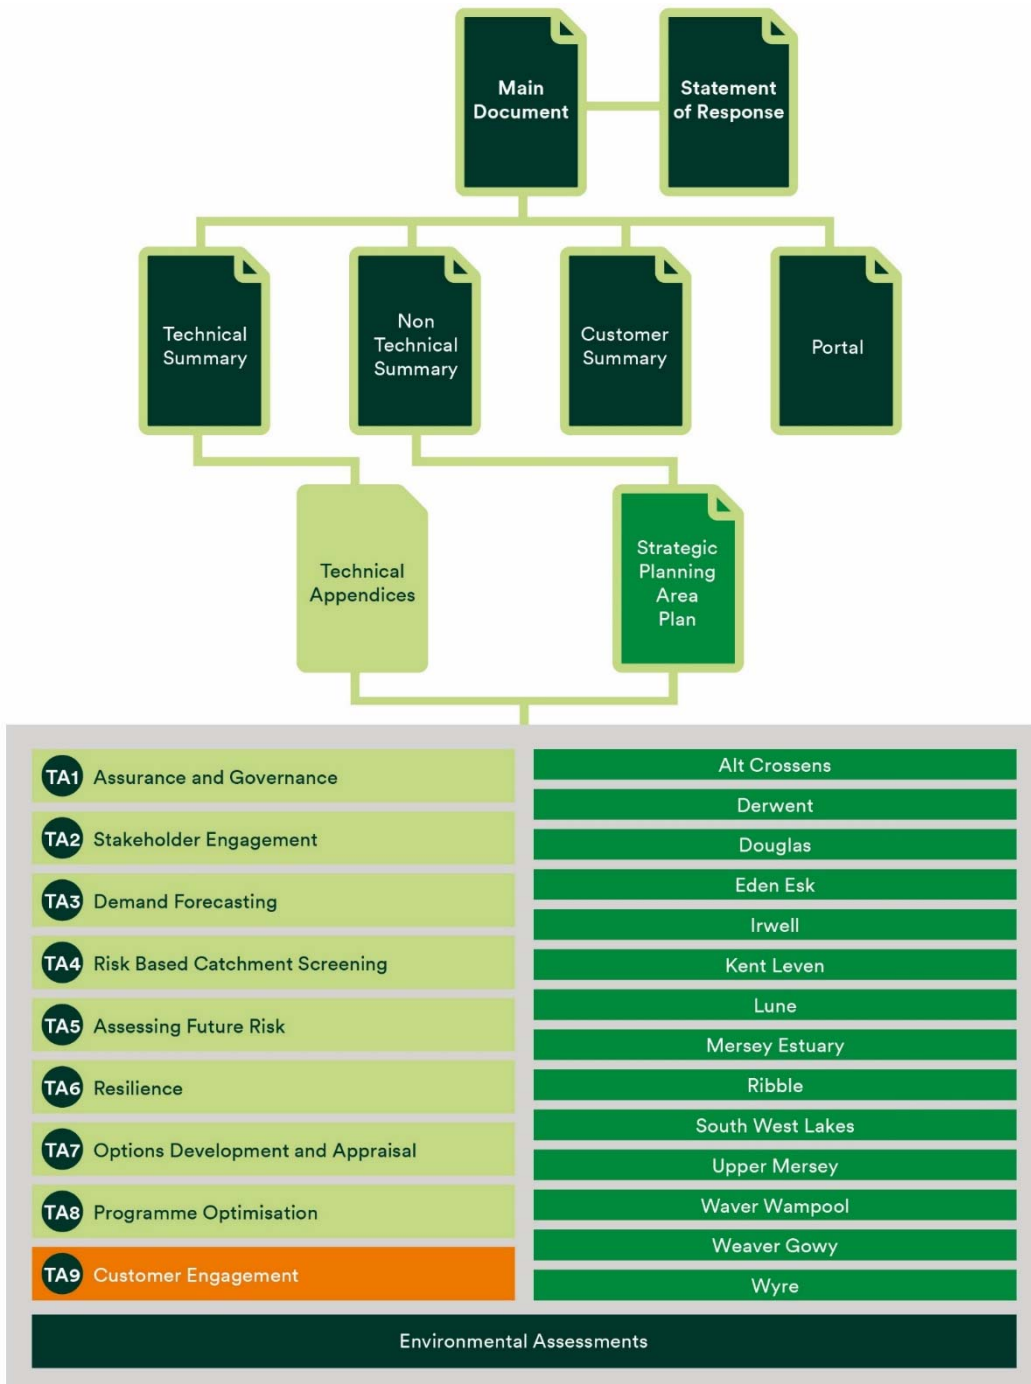 Main
Document
Statement
of Response
Technical
Summary
Non
Technical
Summary
Customer
Summary
Portal
Technical
Appendices
Strategic
Planning
Area
Plan
TA1 Assurance and Governance
TA2 Stakeholder Engagement
TA3 Demand Forecasting
TA4 Risk Based Catchment Screening
TA5 Assessing Future Risk
TA6 Resilience
TA7 Options Development and Appraisal
TA8 Programme Optimisation
TA9 Customer Engagement
Alt Crossens
Derwent
Douglas
Eden Esk
Irwell
Kent Leven
Lune
Mersey Estuary
Ribble
South West Lakes
Upper Mersey
Waver Wampool
Weaver Gowy
Wyre
Environmental Assessments